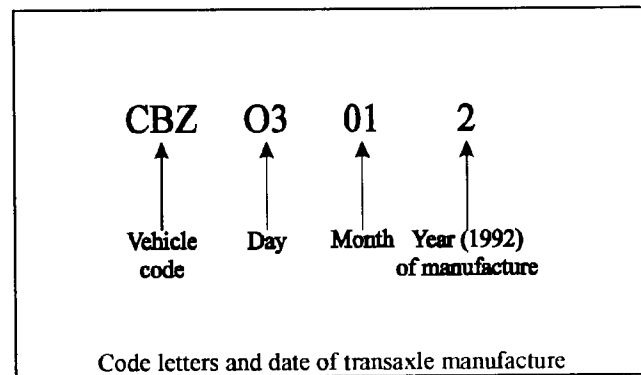 CBZ O3 01 2
Vehicle code Day Month Year (1992) of manufacture
Code letters and date of transaxle manufacture